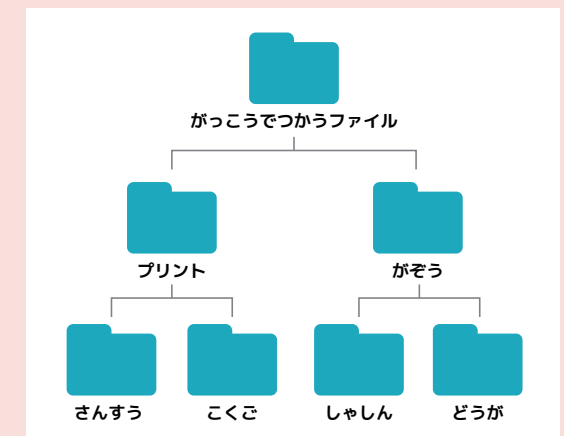 がっこうでつかうファイル
プリント
がぞう
さんすう
こくご
しゃしん
どうが